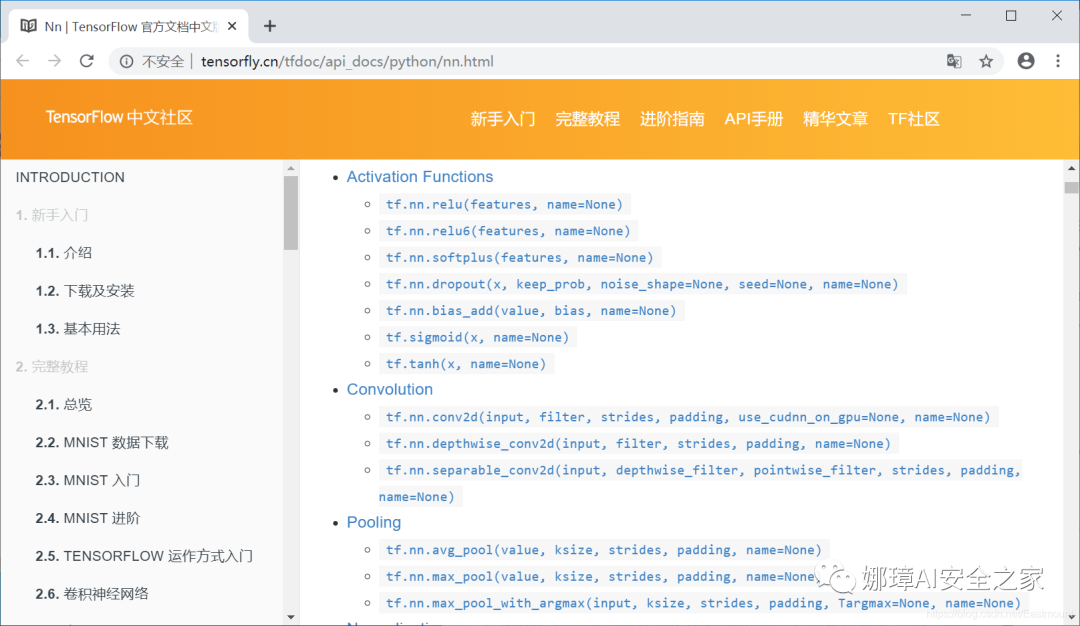 Nn | TensorFlow 官方文档中文
不安全 | tensorfly.cn/tfdoc/api_docs/python/nn.html
TensorFlow 中文社区
新手入门 完整教程 进阶指南 API手册 精华文章 TF社区
INTRODUCTION
1. 新手入门
1.1. 介绍
1.2. 下载及安装
1.3. 基本用法
2. 完整教程
2.1. 总览
2.2. MNIST 数据下载
2.3. MNIST 入门
2.4. MNIST 进阶
2.5. TENSORFLOW 运作方式入门
2.6. 卷积神经网络
Activation Functions
tf.nn.relu(features, name=None)
tf.nn.relu6(features, name=None)
tf.nn.softplus(features, name=None)
tf.nn.dropout(x, keep_prob, noise_shape=None, seed=None, name=None)
tf.nn.bias_add(value, bias, name=None)
tf.sigmoid(x, name=None)
tf.tanh(x, name=None)
Convolution
tf.nn.conv2d(input, filter, strides, padding, use_cudnn_on_gpu=None, name=None)
tf.nn.depthwise_conv2d(input, filter, strides, padding, name=None)
tf.nn.separable_conv2d(input, depthwise_filter, pointwise_filter, strides, padding,
name=None)
Pooling
tf.nn.avg_pool(value, ksize, strides, padding, name=None)
tf.nn.max_pool(value, ksize, strides, padding, name=None
tf.nn.max_pool_with_argmax(input, ksize, strides, padding, Targmax=None, name=None)
娜璋AI安全之家